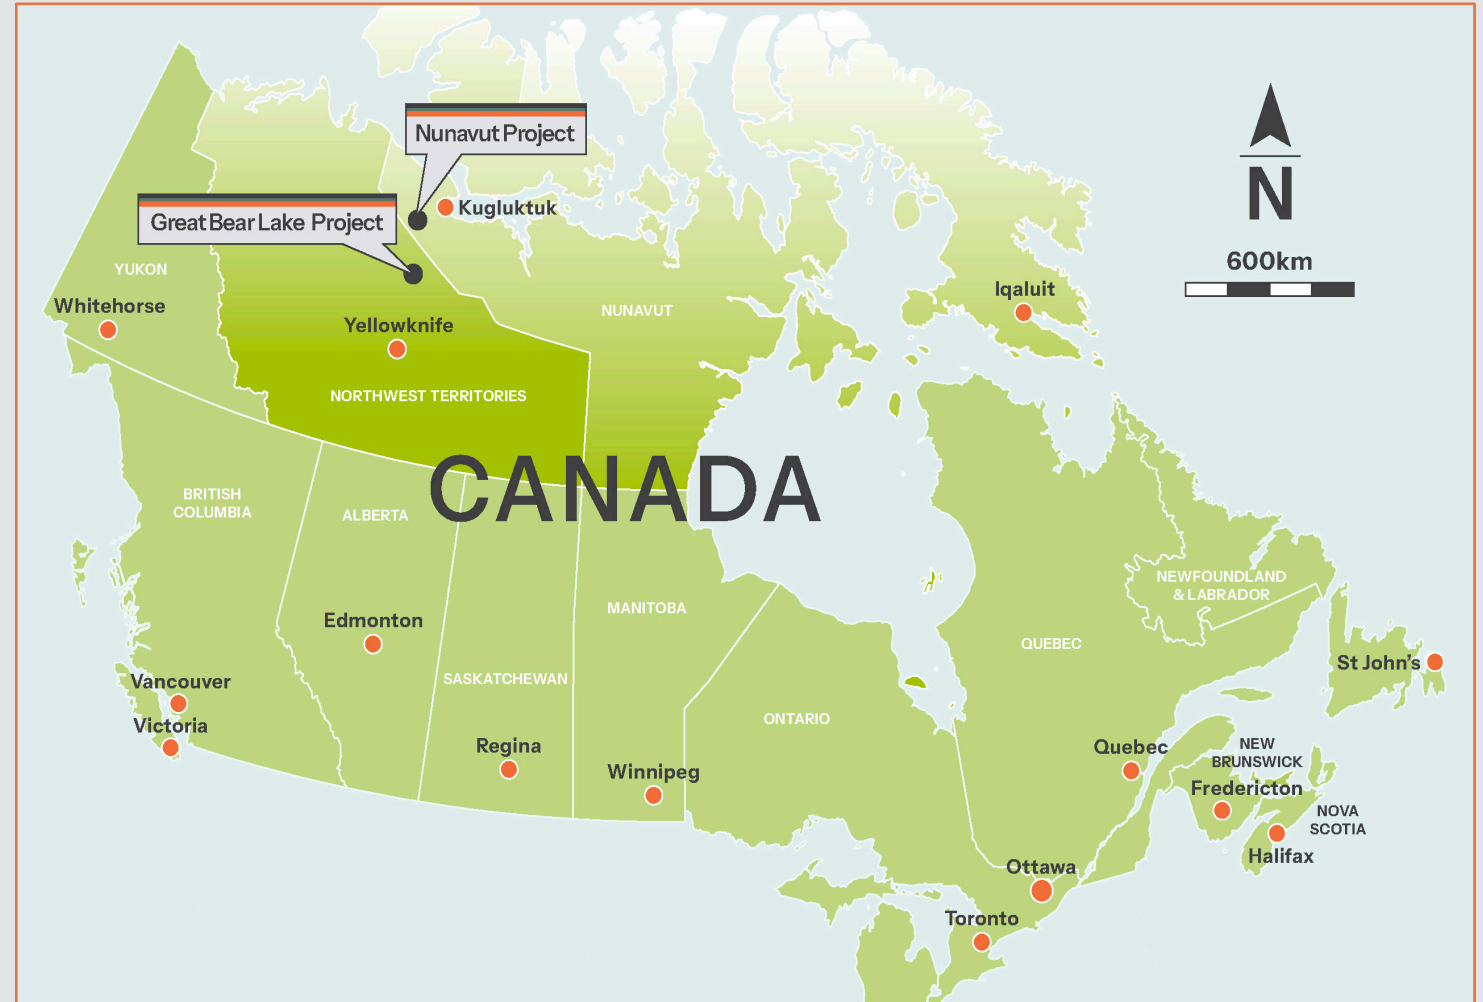 Nunavut Project
N
Kugluktuk
Great Bear Lake Project
600km
YUKON
Iqaluit
Whitehorse
NUNAVUT
Yellowknife
NORTHWEST TERRITORIES
CANADA
BRITISH
COLUMBIA
ALBERTA
NEWFOUNDLAND
& LABRADOR
MANITOBA
Edmonton
QUEBEC
St John's
SASKATCHEWAN
Vancouver
ONTARIO
Victoria
Regina
Quebec
NEW
BRUNSWICK
Winnipeg
Fredericton
NOVA
SCOTIA
Halifax
Ottawa
Toronto